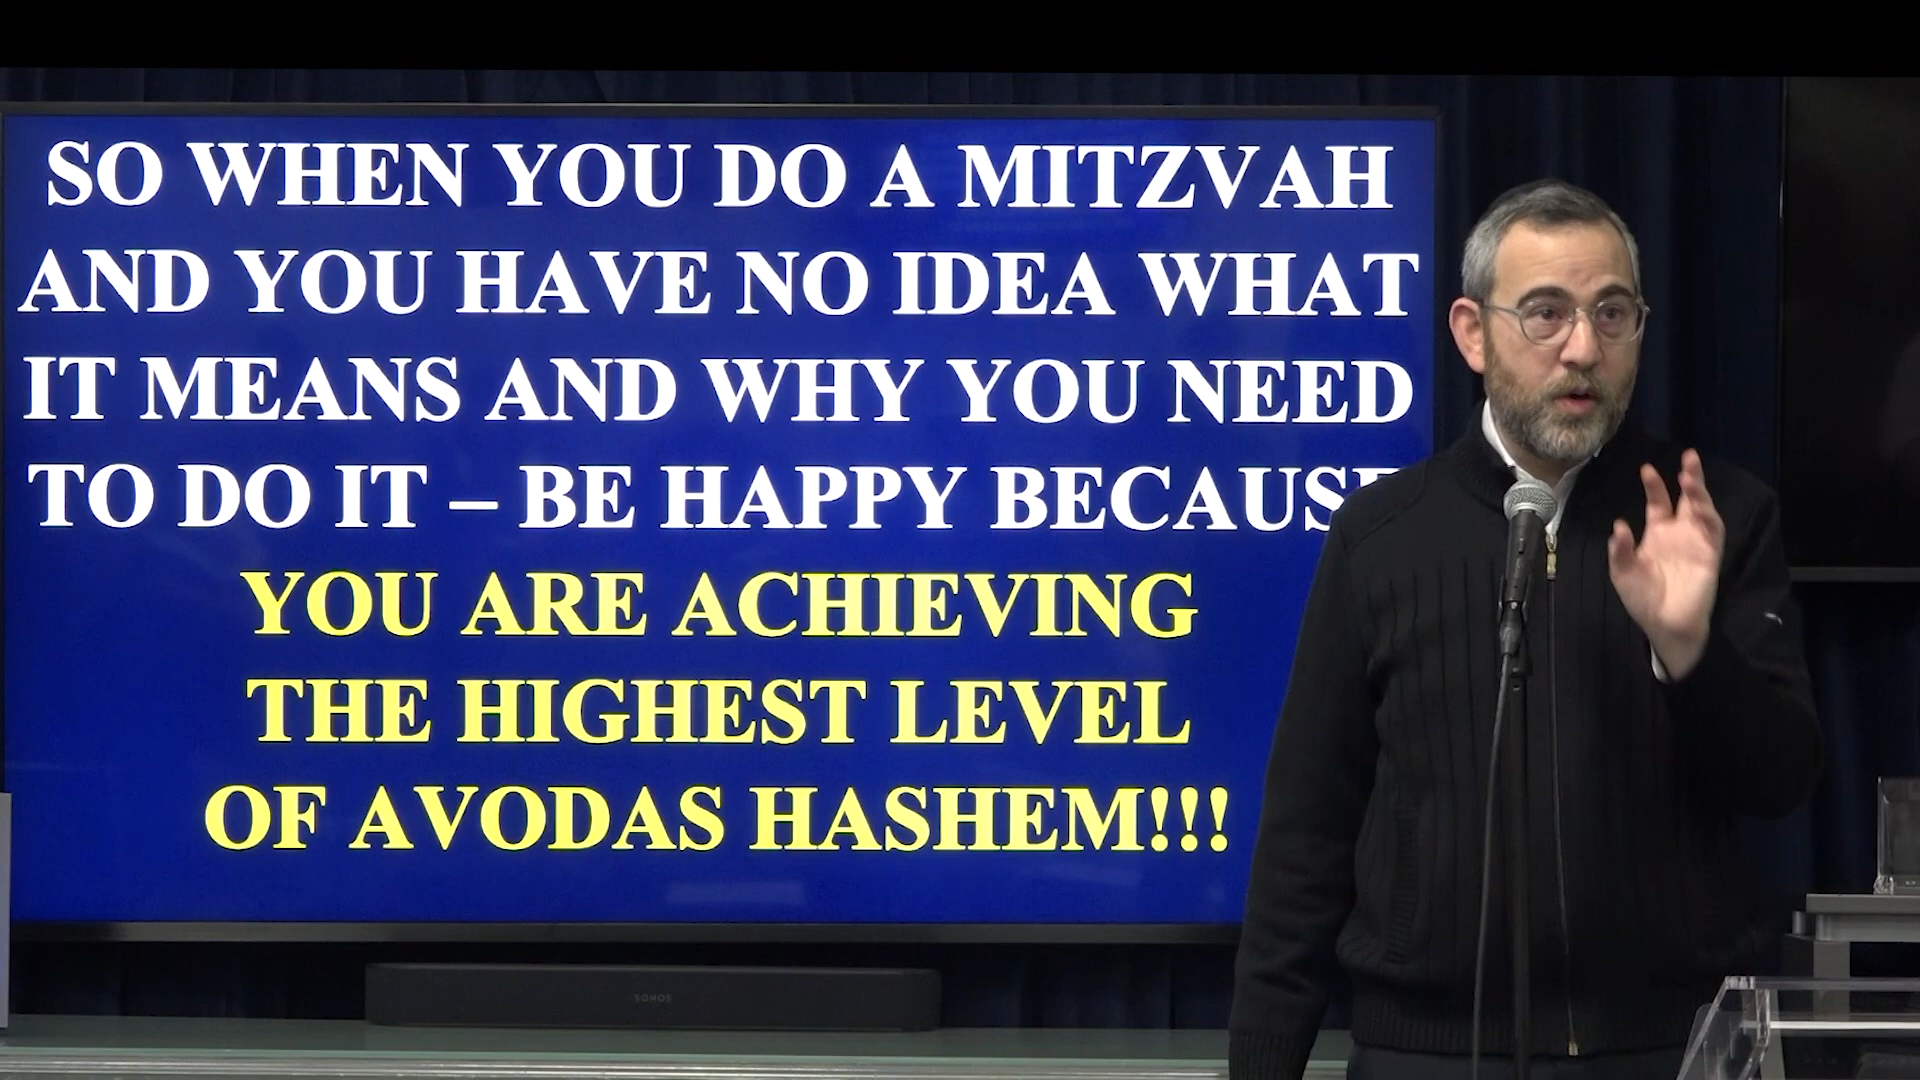 SO WHEN YOU DO A MITZVAH
AND YOU HAVE NO IDEA WHAT
IT MEANS AND WHY YOU NEED
TO DO IT – BE HAPPY BECAUSE
YOU ARE ACHIEVING
THE HIGHEST LEVEL
OF AVODAS HASHEM!!!
SONOS